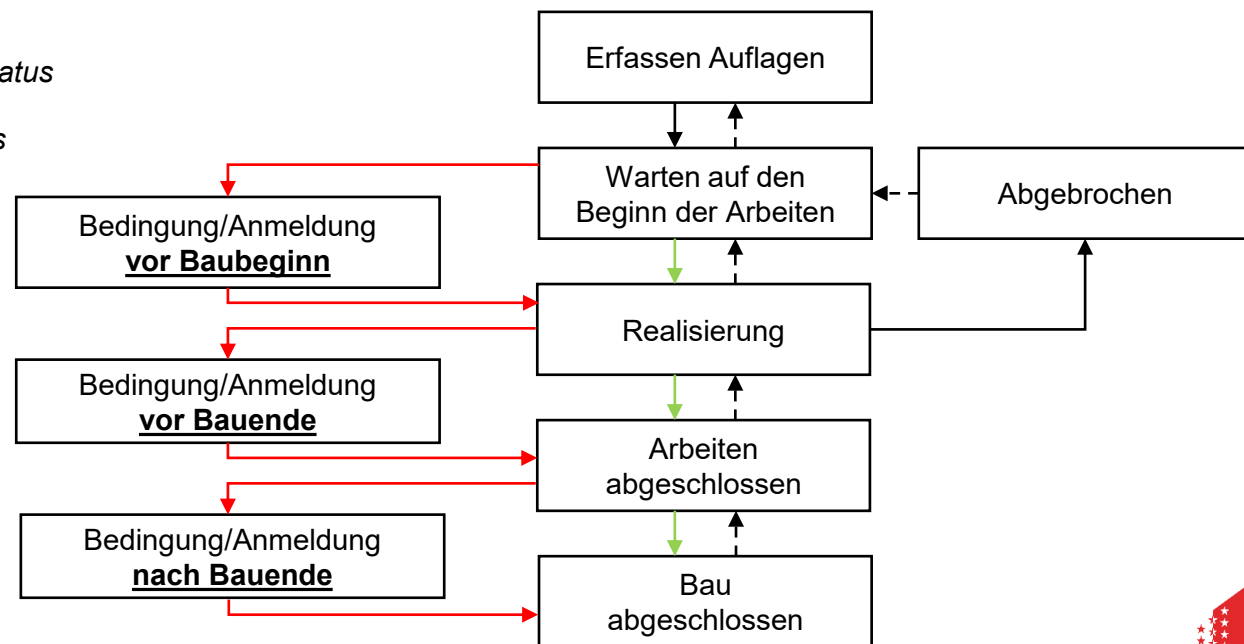 Erfassen Auflagen
Warten auf den
Beginn der Arbeiten
Abgebrochen
Bedingung/Anmeldung
vor Baubeginn
Realisierung
Bedingung/Anmeldung
vor Bauende
Arbeiten
abgeschlossen
Bedingung/Anmeldung
nach Bauende
Bau
abgeschlossen